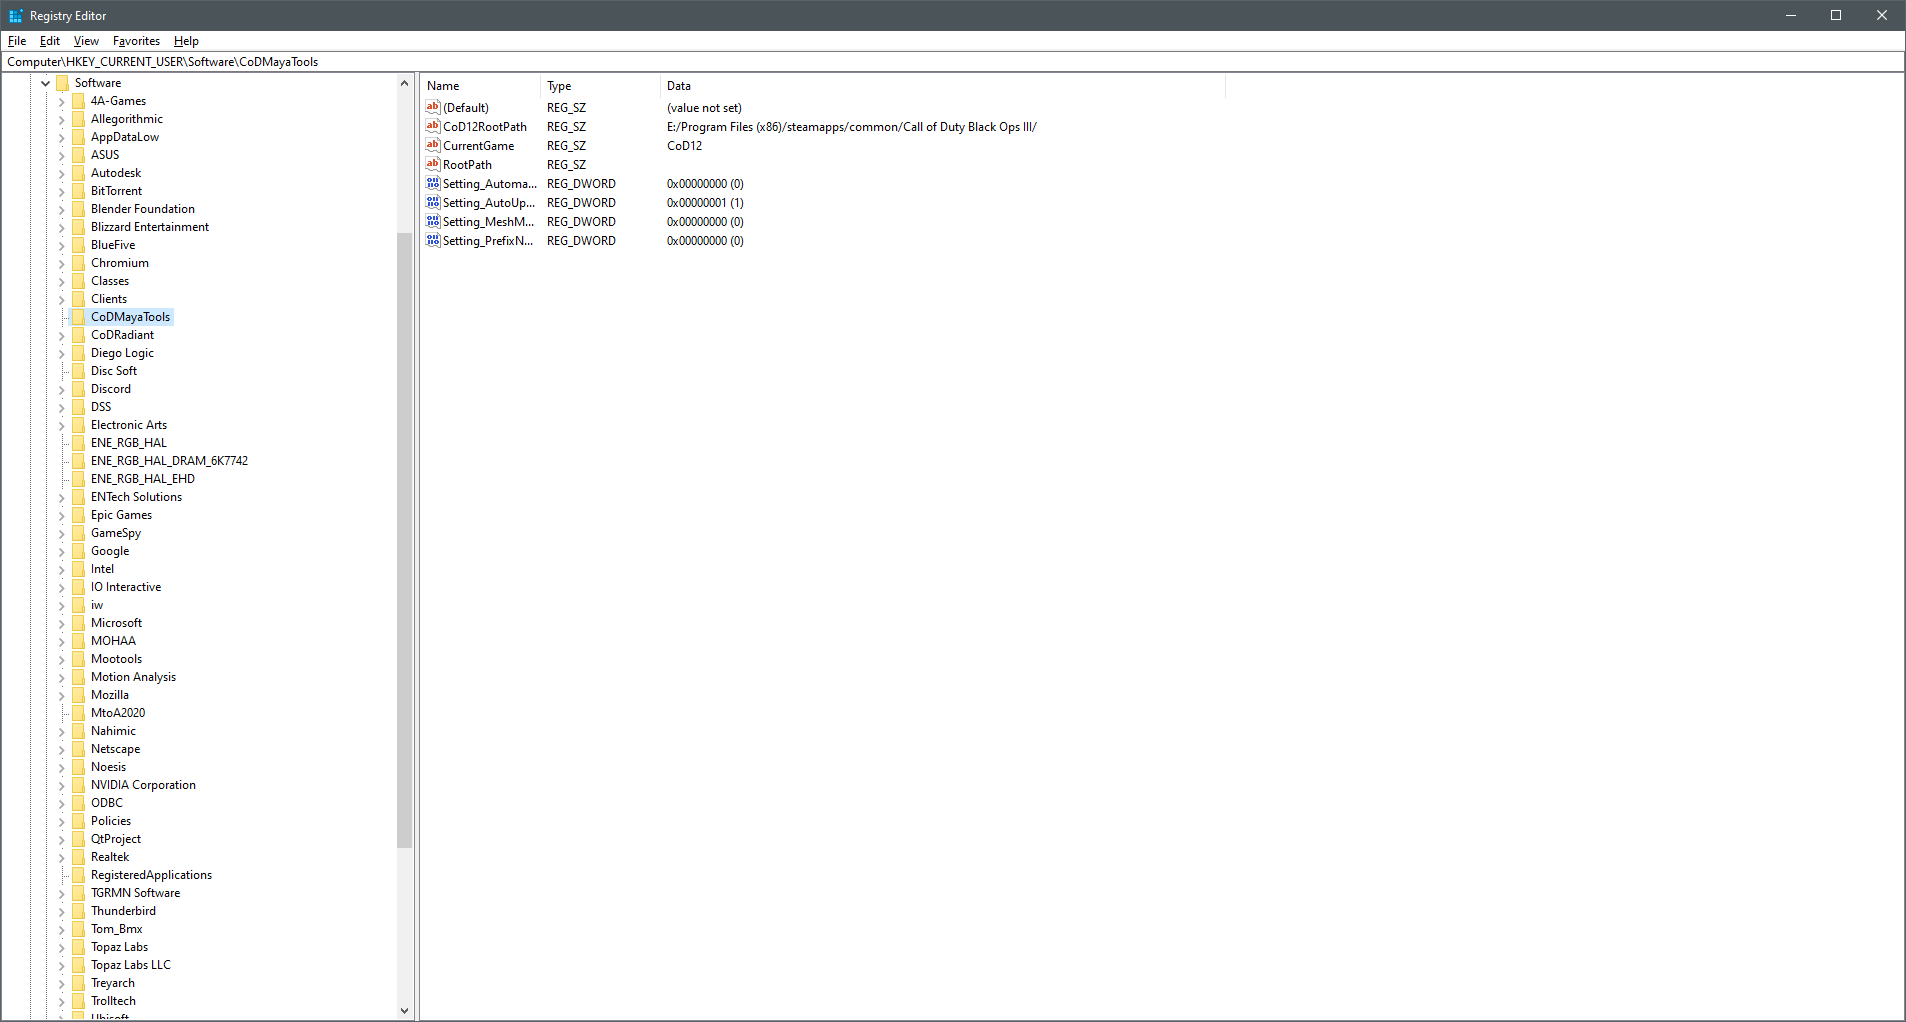 Registry Editor
File Edit View Favorites Help
Computer\HKEY_CURRENT_USER\Software\CoDMayaTools
Software
4A-Games
Allegorithmic
AppDataLow
ASUS
Autodesk
BitTorrent
Blender Foundation
Blizzard Entertainment
BlueFive
Chromium
Classes
Clients
CoDMayaTools
CoDRadiant
Diego Logic
Disc Soft
Discord
DSS
Electronic Arts
ENE_RGB_HAL
ENE_RGB_HAL_DRAM_6K7742
ENE_RGB_HAL_EHD
ENTech Solutions
Epic Games
GameSpy
Google
Intel
IO Interactive
iw
Microsoft
MOHAA
Mootools
Motion Analysis
Mozilla
MtoA2020
Nahimic
Netscape
Noesis
NVIDIA Corporation
ODBC
Policies
QtProject
Realtek
RegisteredApplications
TGRMN Software
Thunderbird
Tom_Bmx
Topaz Labs
Topaz Labs LLC
Treyarch
Trolltech
Ubisoft
Name Type Data
(Default) REG_SZ (value not set)
CoD12RootPath REG_SZ E:/Program Files (x86)/steamapps/common/Call of Duty Black Ops III/
CurrentGame REG_SZ CoD12
RootPath REG_SZ
Setting_Automa... REG_DWORD 0x00000000 (0)
Setting_AutoUp... REG_DWORD 0x00000001 (1)
Setting_MeshM... REG_DWORD 0x00000000 (0)
Setting_PrefixN... REG_DWORD 0x00000000 (0)